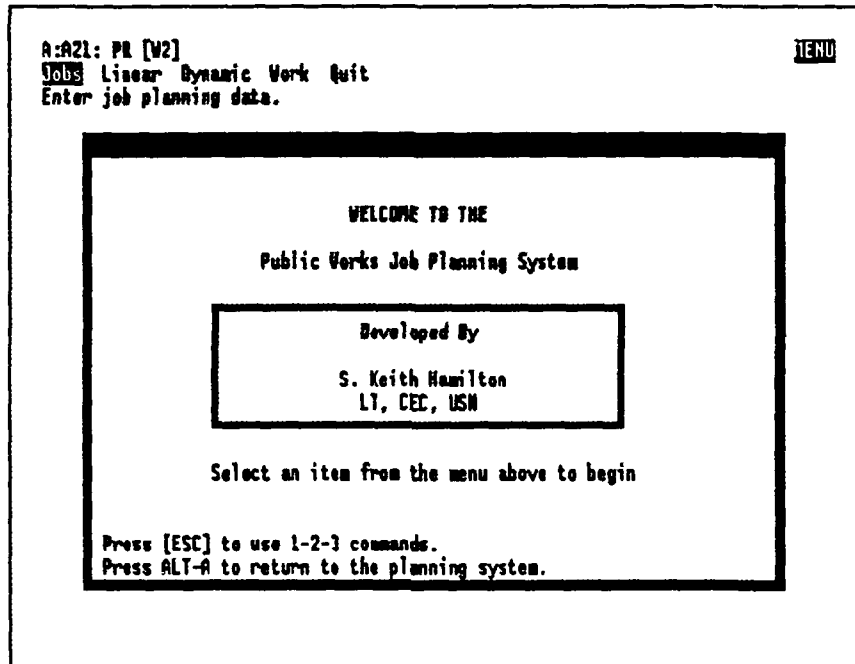 A:A21: PR [W2] MENU
Jobs Linear Dynamic Work Quit
Enter job planning data.
WELCOME TO THE
Public Works Job Planning System
Developed By
S. Keith Hamilton
LT, CEC, USN
Select an item from the menu above to begin
Press [ESC] to use 1-2-3 commands.
Press ALT-A to return to the planning system.